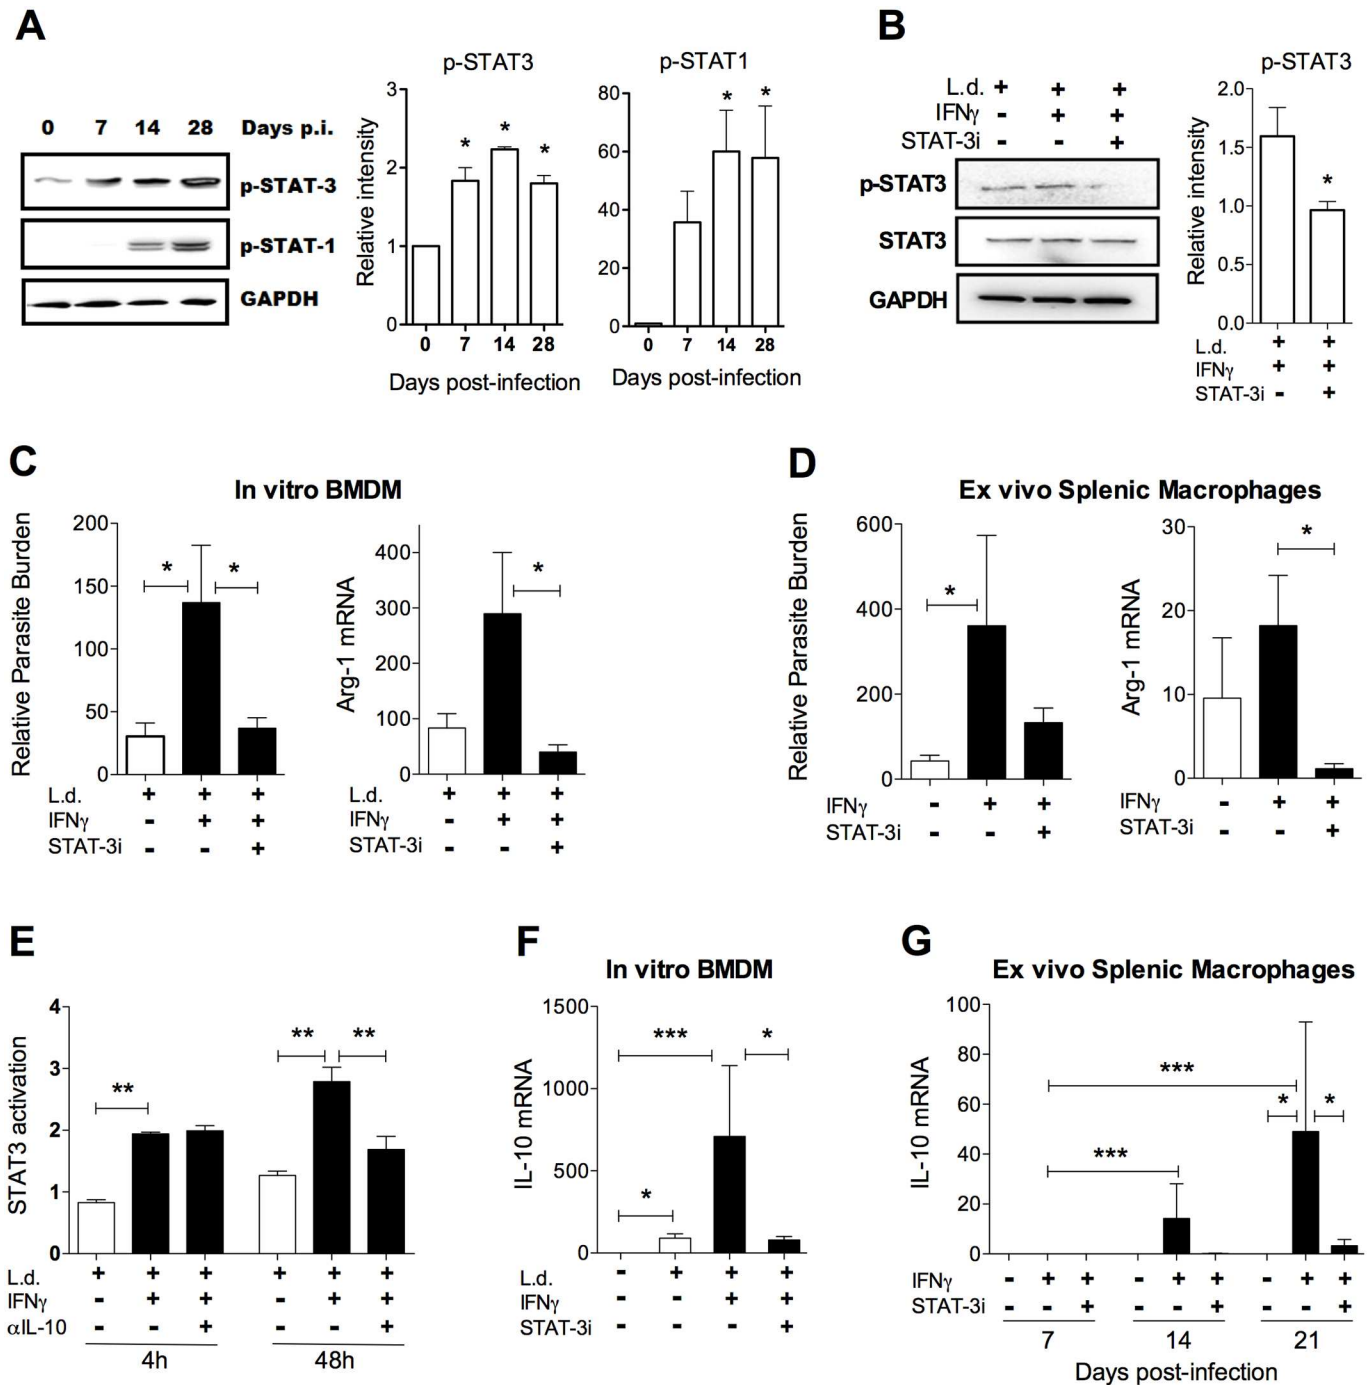 A
0 7 14 28 Days p.i.
p-STAT-3
p-STAT-1
GAPDH
p-STAT3
Relative intensity
3
2
1
0
* * *
0 7 14 28
Days post-infection
p-STAT1
Relative intensity
80
60
40
20
0
* *
0 7 14 28
Days post-infection
B
L.d. + + +
IFNγ - + +
STAT-3i - - +
p-STAT3
STAT3
GAPDH
p-STAT3
Relative intensity
2.0
1.5
1.0
0.5
0.0
*
L.d. + +
IFNγ + +
STAT-3i - +
C
In vitro BMDM
Relative Parasite Burden
200
150
100
50
0
* *
L.d. + + +
IFNγ - + +
STAT-3i - - +
Arg-1 mRNA
400
300
200
100
0
*
L.d. + + +
IFNγ - + +
STAT-3i - - +
D
Ex vivo Splenic Macrophages
Relative Parasite Burden
600
400
200
0
*
IFNγ - + +
STAT-3i - - +
Arg-1 mRNA
30
20
10
0
*
IFNγ - + +
STAT-3i - - +
E
STAT3 activation
4
3
2
1
0
** ** **
L.d. + + + + + +
IFNγ - + + - + +
αIL-10 - - + - - +
4h 48h
F
In vitro BMDM
IL-10 mRNA
1500
1000
500
0
*** *
*
L.d. - + + +
IFNγ - - + +
STAT-3i - - - +
G
Ex vivo Splenic Macrophages
IL-10 mRNA
100
80
60
40
20
0
***
* *
***
IFNγ - + + - + + - + +
STAT-3i - - + - - + - - +
7 14 21
Days post-infection